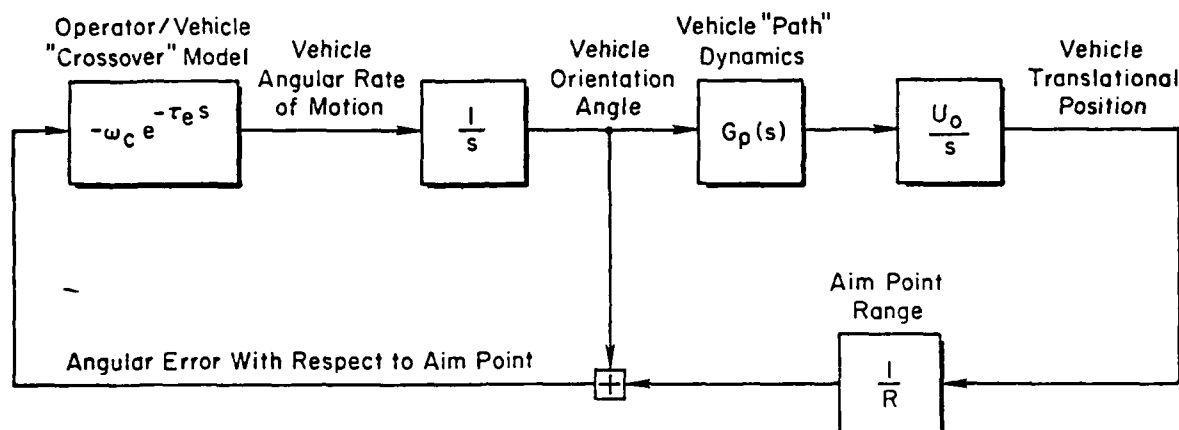 Operator/Vehicle
"Crossover" Model
-ω_c e^{-τ_e s}
Vehicle
Angular Rate
of Motion
1/s
Vehicle
Orientation
Angle
Vehicle "Path"
Dynamics
G_p(s)
U_o/s
Vehicle
Translational
Position
Aim Point
Range
1/R
+
Angular Error With Respect to Aim Point